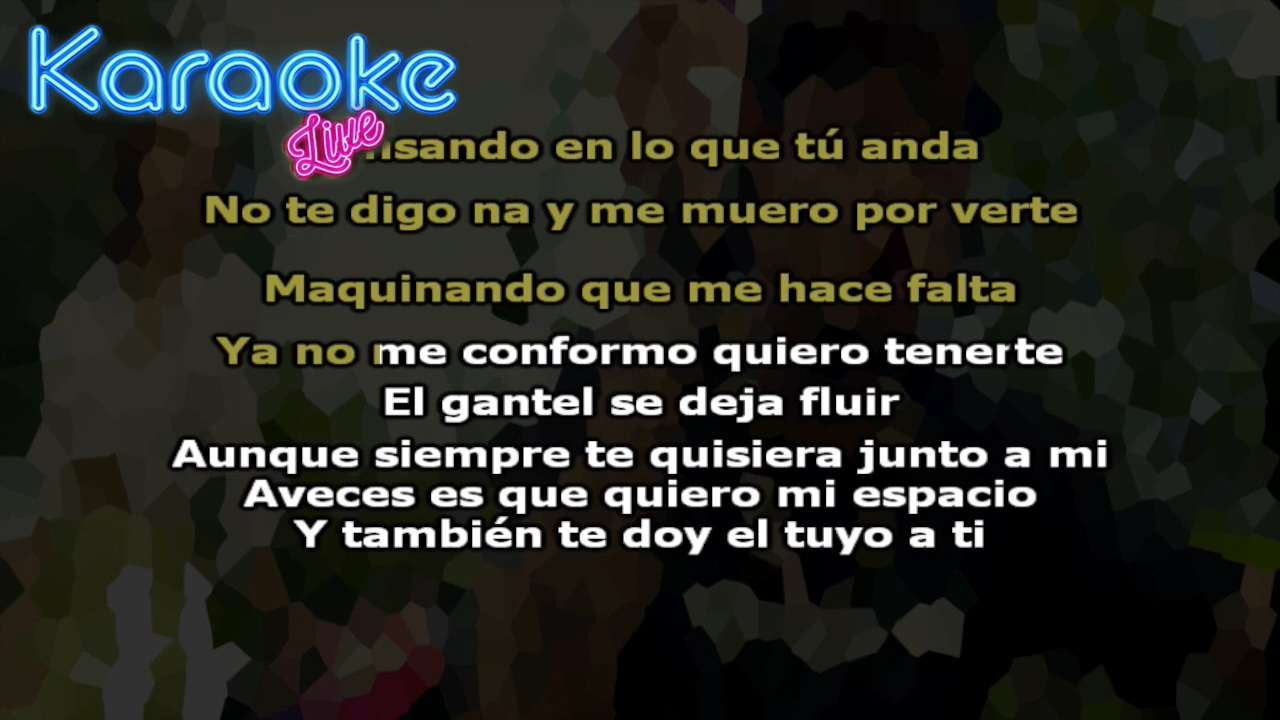 Karaoke
Live
en lo que tú anda
No te digo na y me muero por verte
Maquinando que me hace falta
Ya no me conformo quiero tenerte
El gantel se deja fluir
Aunque siempre te quisiera junto a mi
Aveces es que quiero mi espacio
Y también te doy el tuyo a ti